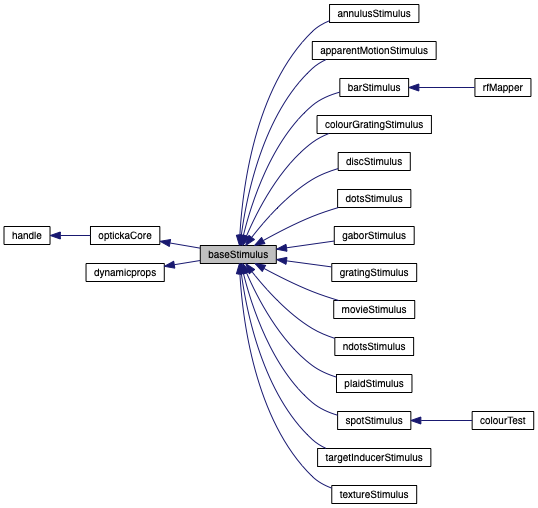 annulusStimulus
apparentMotionStimulus
barStimulus
rfMapper
colourGratingStimulus
discStimulus
dotsStimulus
handle
optickaCore
gaborStimulus
baseStimulus
dynamicprops
gratingStimulus
movieStimulus
ndotsStimulus
plaidStimulus
spotStimulus
colourTest
targetInducerStimulus
textureStimulus